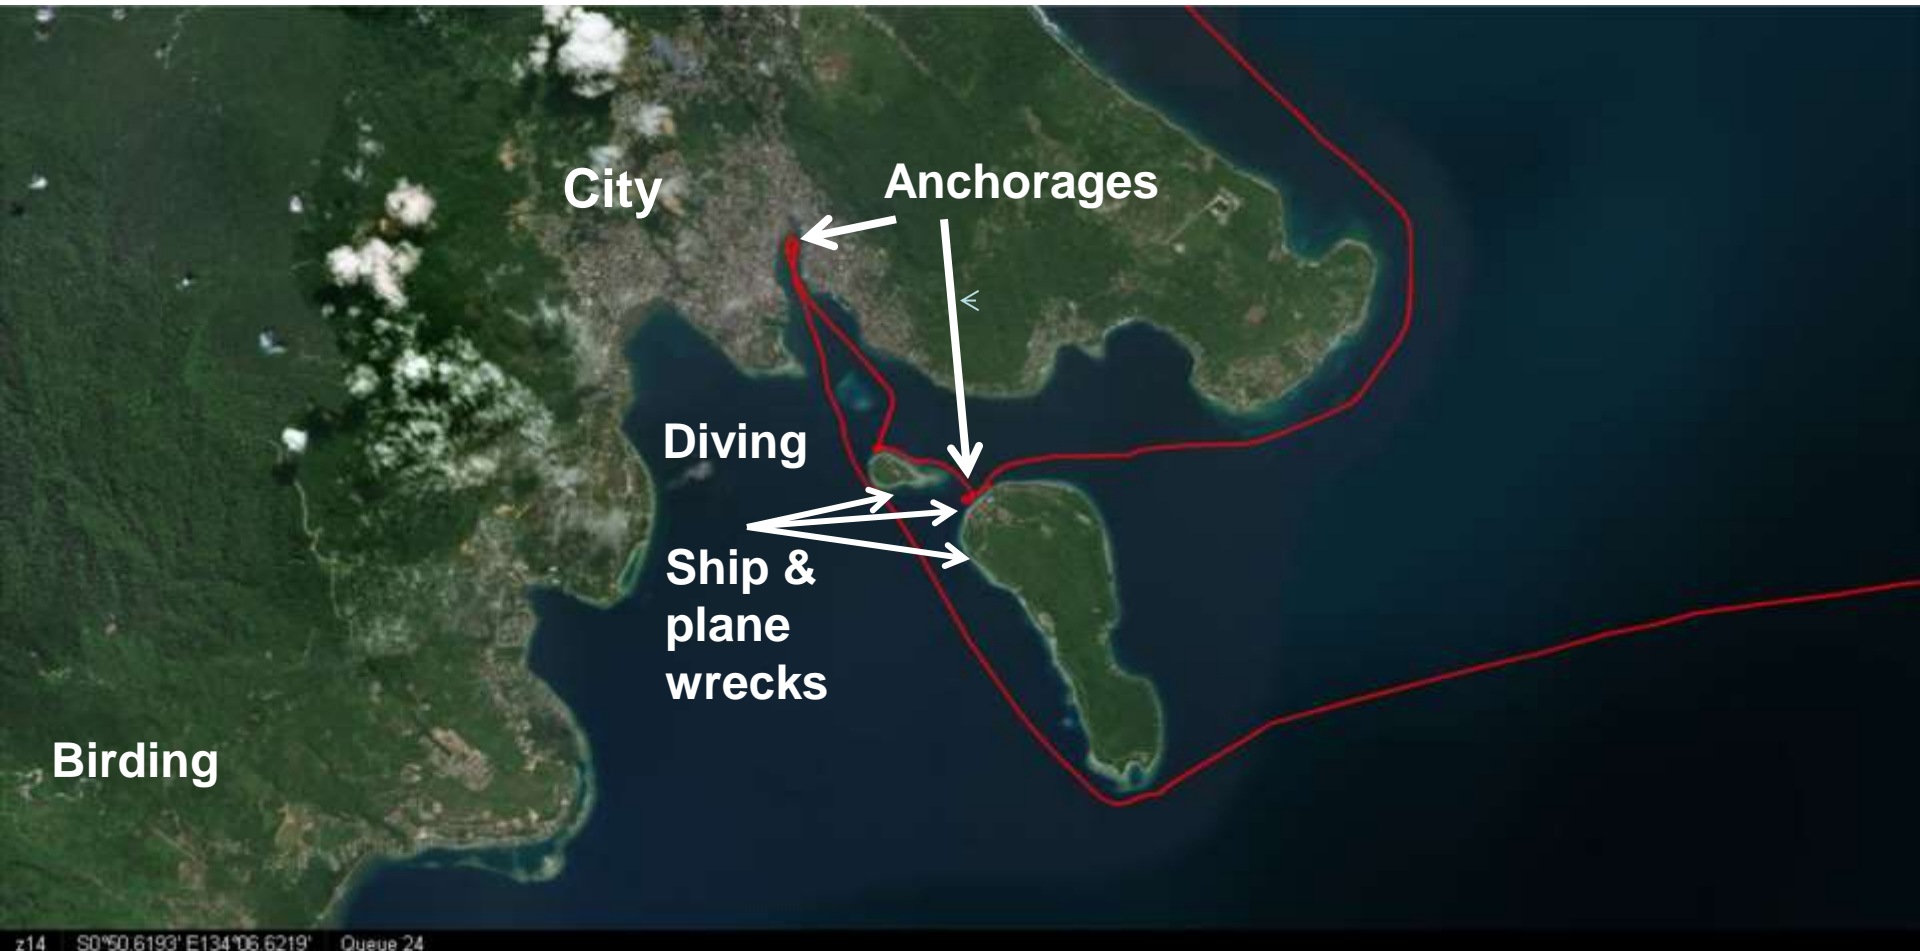 City
Anchorages
Diving
Ship &
plane
wrecks
Birding
z14 S0°50.6193' E134°06.6219' Queue 24